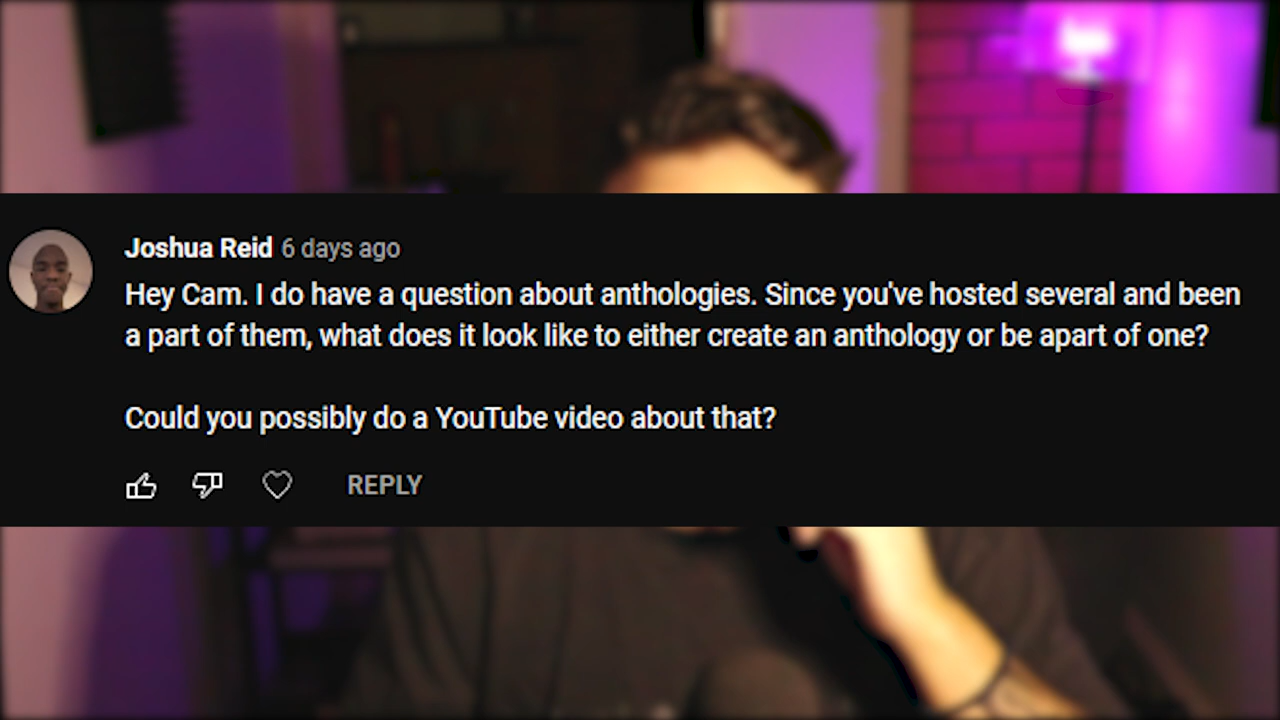 Joshua Reid 6 days ago
Hey Cam. I do have a question about anthologies. Since you've hosted several and been
a part of them, what does it look like to either create an anthology or be apart of one?
Could you possibly do a YouTube video about that?
REPLY